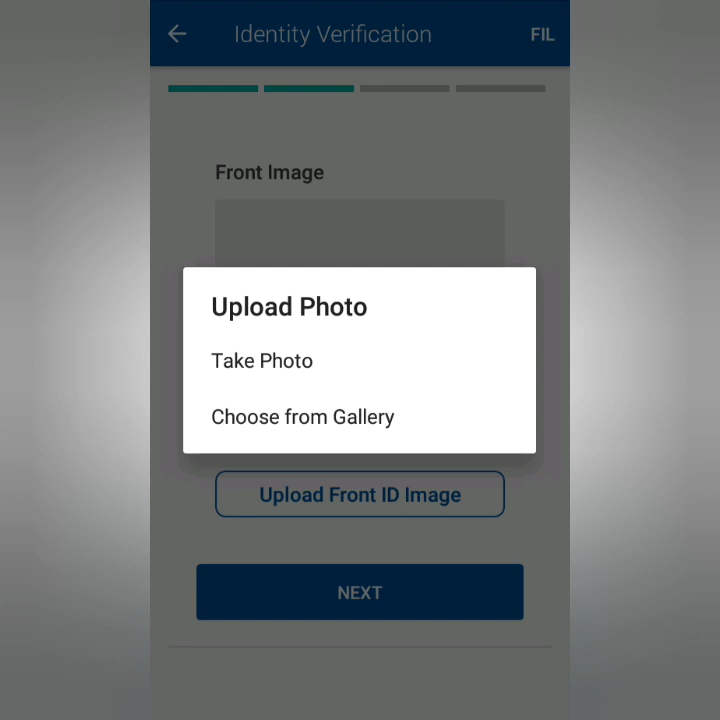 Identity Verification
FIL
Front Image
Upload Photo
Take Photo
Choose from Gallery
Upload Front ID Image
NEXT